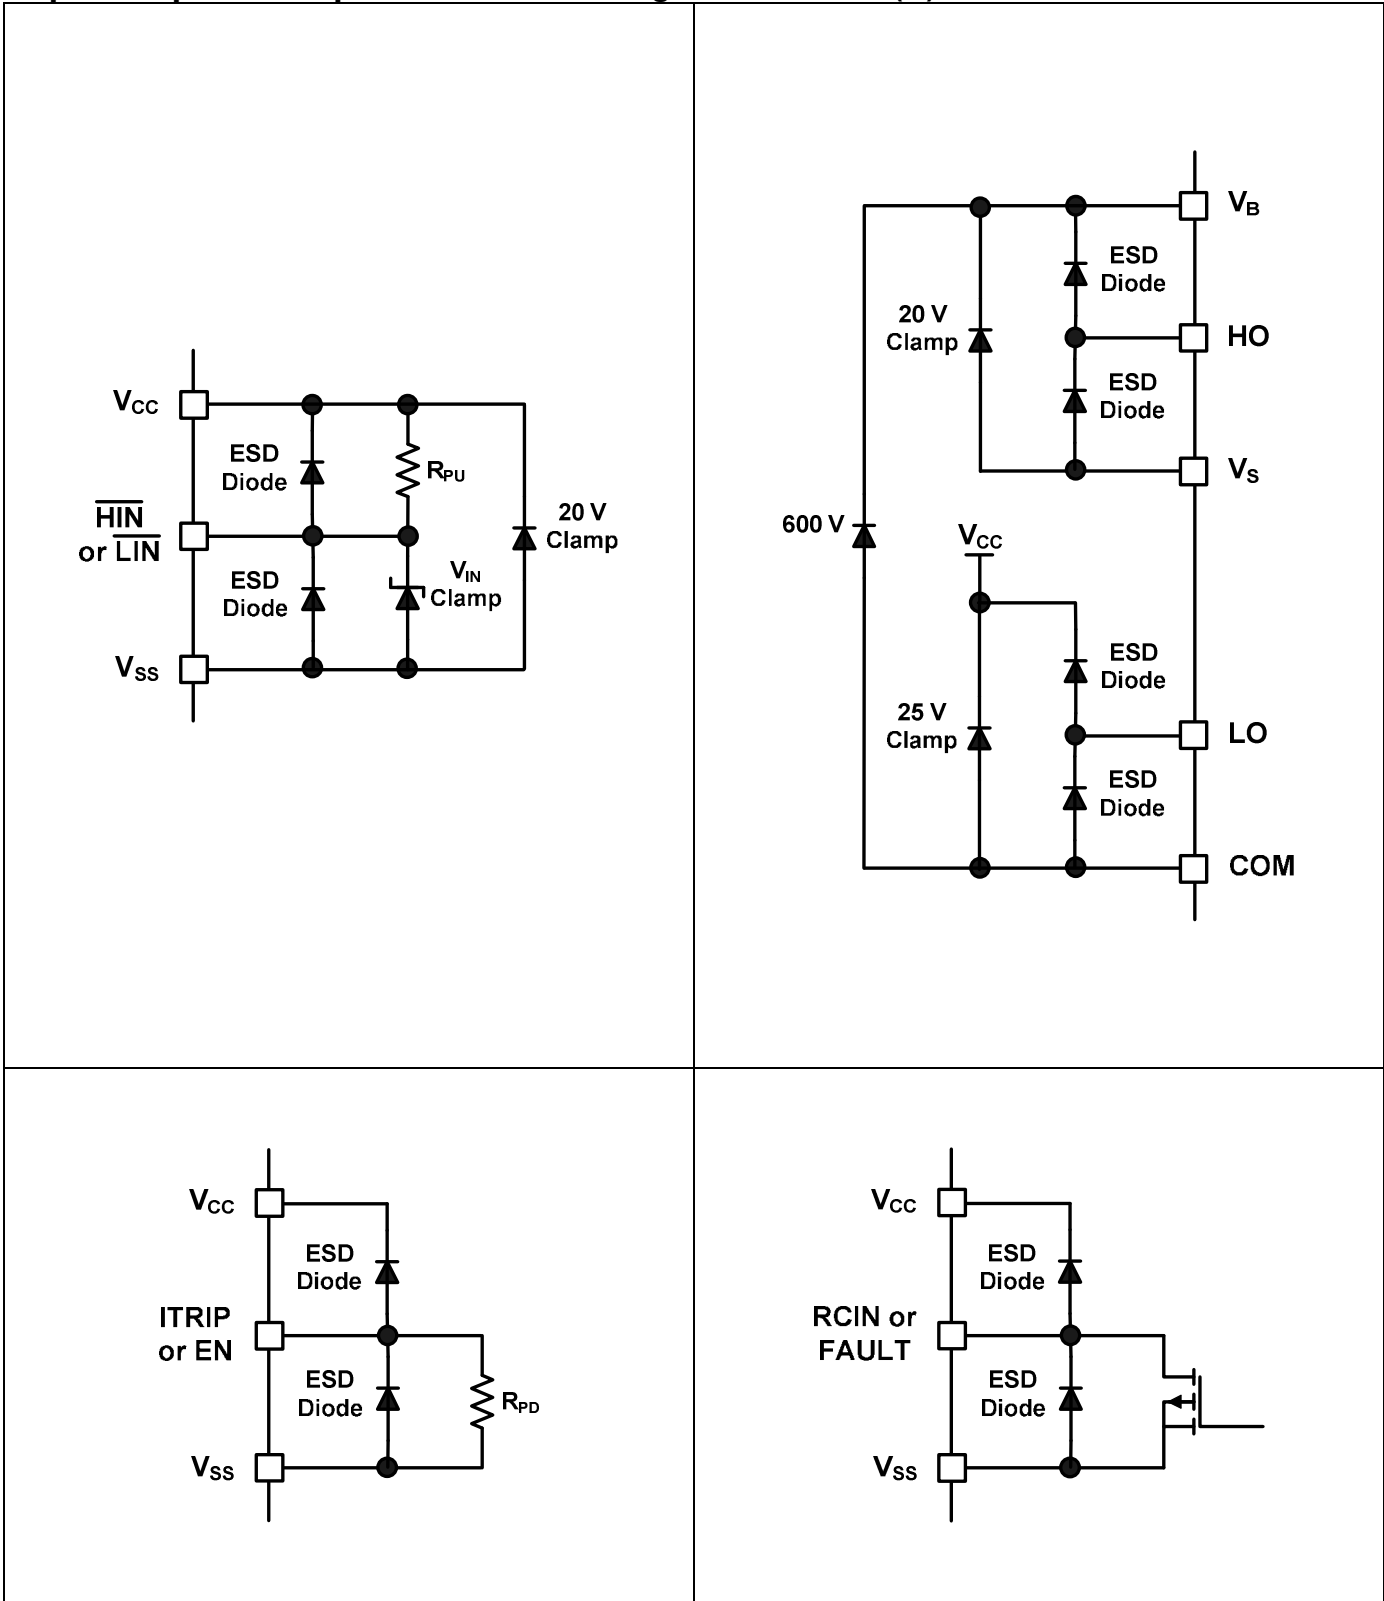 VCC
ESD
Diode
RPU
HIN
or LIN
20 V
Clamp
ESD
Diode
VIN
Clamp
VSS
VB
ESD
Diode
20 V
Clamp
HO
ESD
Diode
VS
600 V
VCC
ESD
Diode
25 V
Clamp
LO
ESD
Diode
COM
VCC
ESD
Diode
ITRIP
or EN
ESD
Diode
RPD
VSS
VCC
ESD
Diode
RCIN or
FAULT
ESD
Diode
VSS